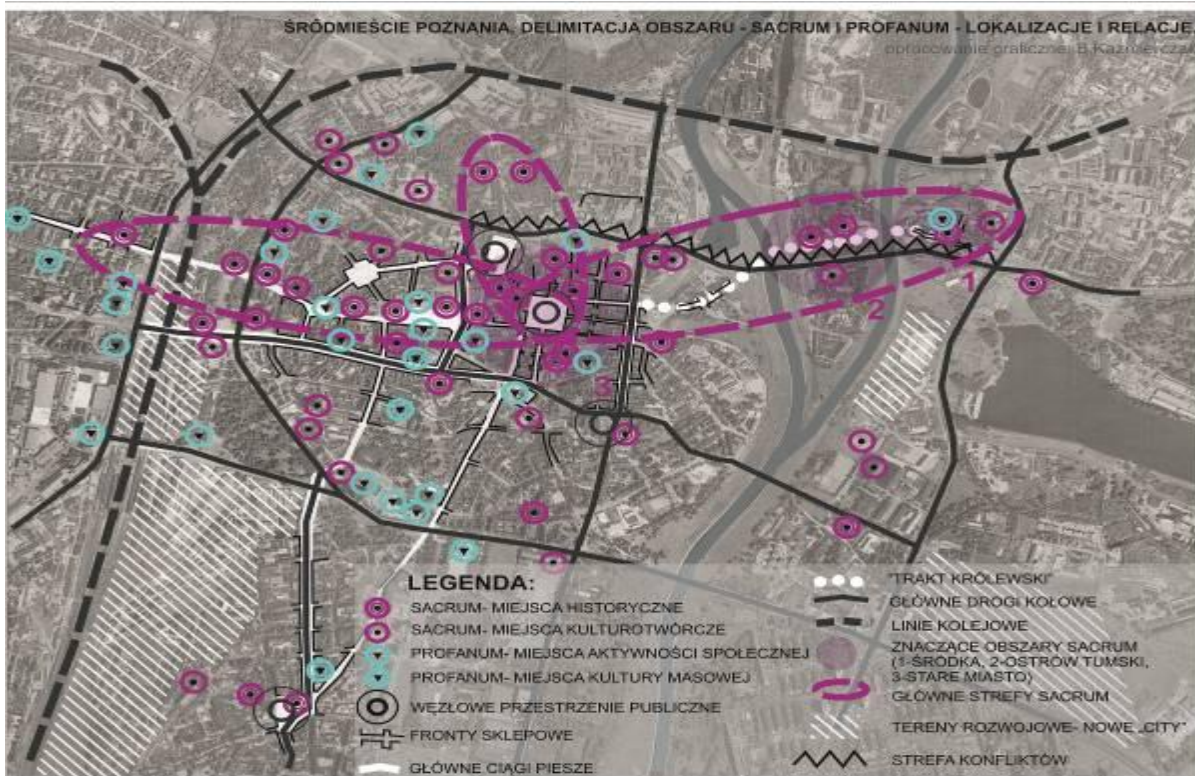 ŚRÓDMIEŚCIE POZNANIA. DELIMITACJA OBSZARU - SACRUM I PROFANUM - LOKALIZACJE I RELACJE.
opracowanie graficzne: B.Kaźmierczak
1
2
3
LEGENDA:
SACRUM- MIEJSCA HISTORYCZNE
SACRUM- MIEJSCA KULTUROTWÓRCZE
PROFANUM- MIEJSCA AKTYWNOŚCI SPOŁECZNEJ
PROFANUM- MIEJSCA KULTURY MASOWEJ
WĘZŁOWE PRZESTRZENIE PUBLICZNE
FRONTY SKLEPOWE
GŁÓWNE CIĄGI PIESZE
"TRAKT KRÓLEWSKI"
GŁÓWNE DROGI KOŁOWE
LINIE KOLEJOWE
ZNACZĄCE OBSZARY SACRUM
(1-ŚRÓDKA, 2-OSTRÓW TUMSKI,
3-STARE MIASTO)
GŁÓWNE STREFY SACRUM
TERENY ROZWOJOWE- NOWE „CITY"
STREFA KONFLIKTÓW